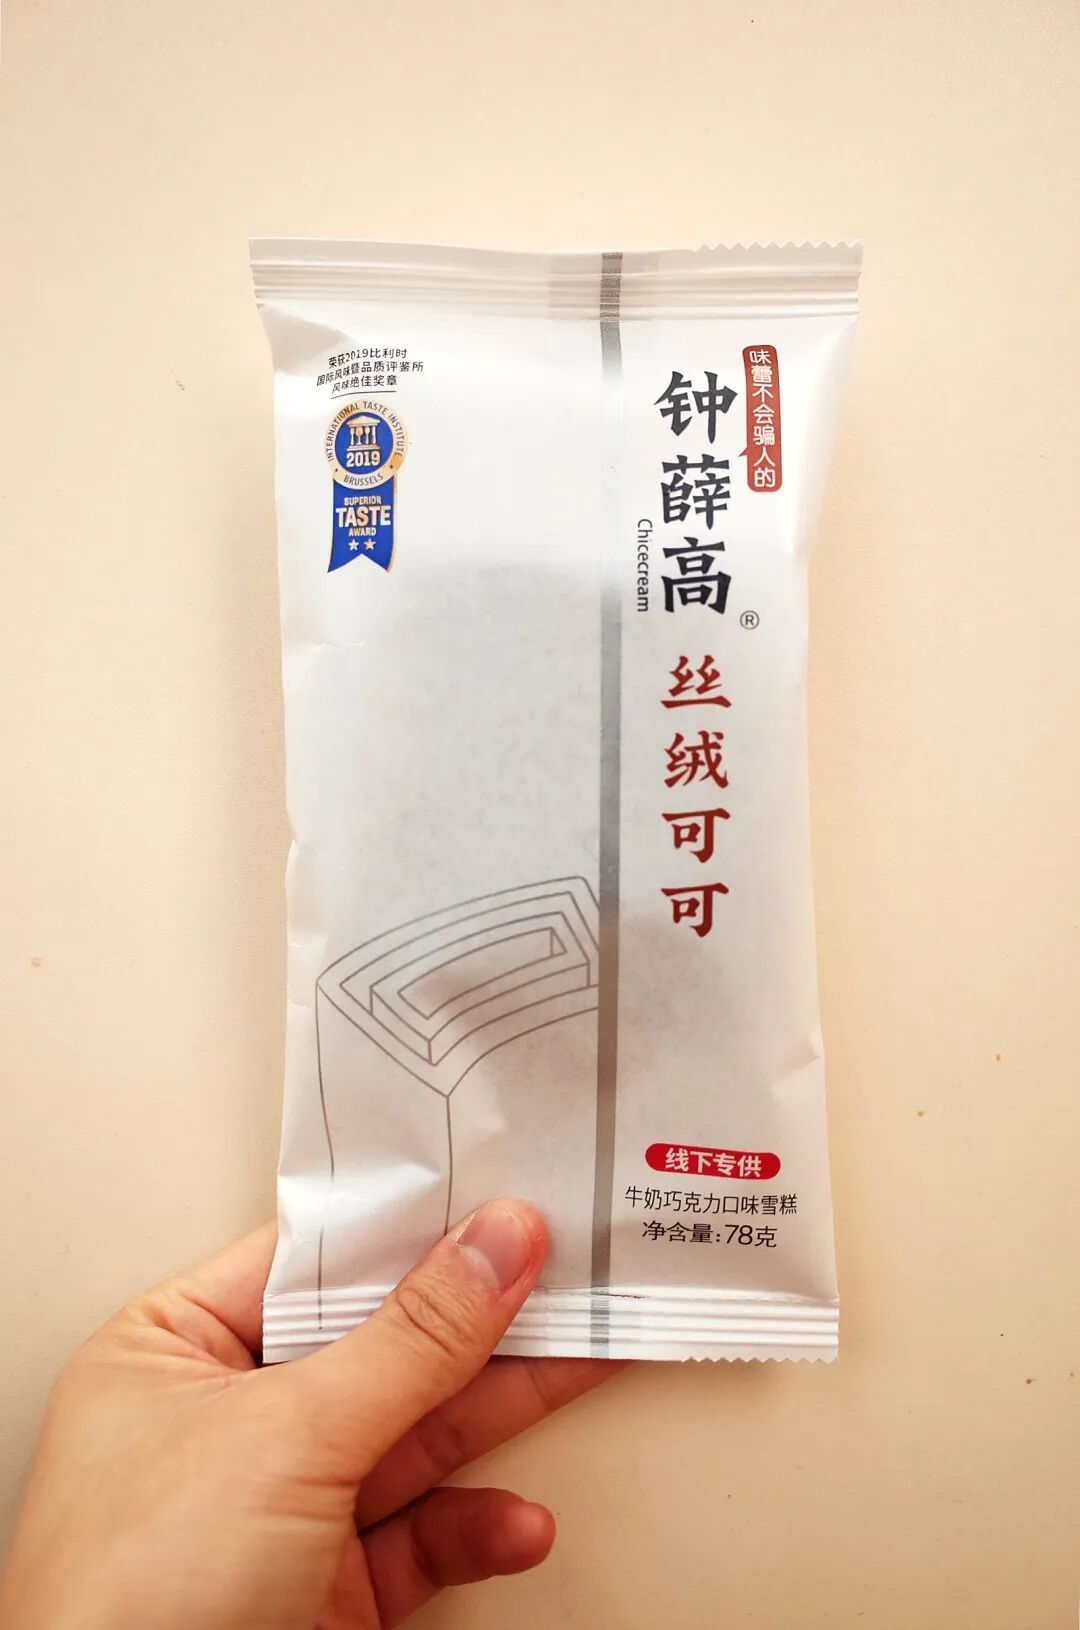 荣获2019比利时
国际风味暨品质评鉴所
风味绝佳奖章
INTERNATIONAL TASTE INSTITUTE
2019
BRUSSELS
SUPERIOR
TASTE
AWARD
味蕾不会骗人的
钟薛高
®
Chicecream
丝绒可可
线下专供
牛奶巧克力口味雪糕
净含量:78克